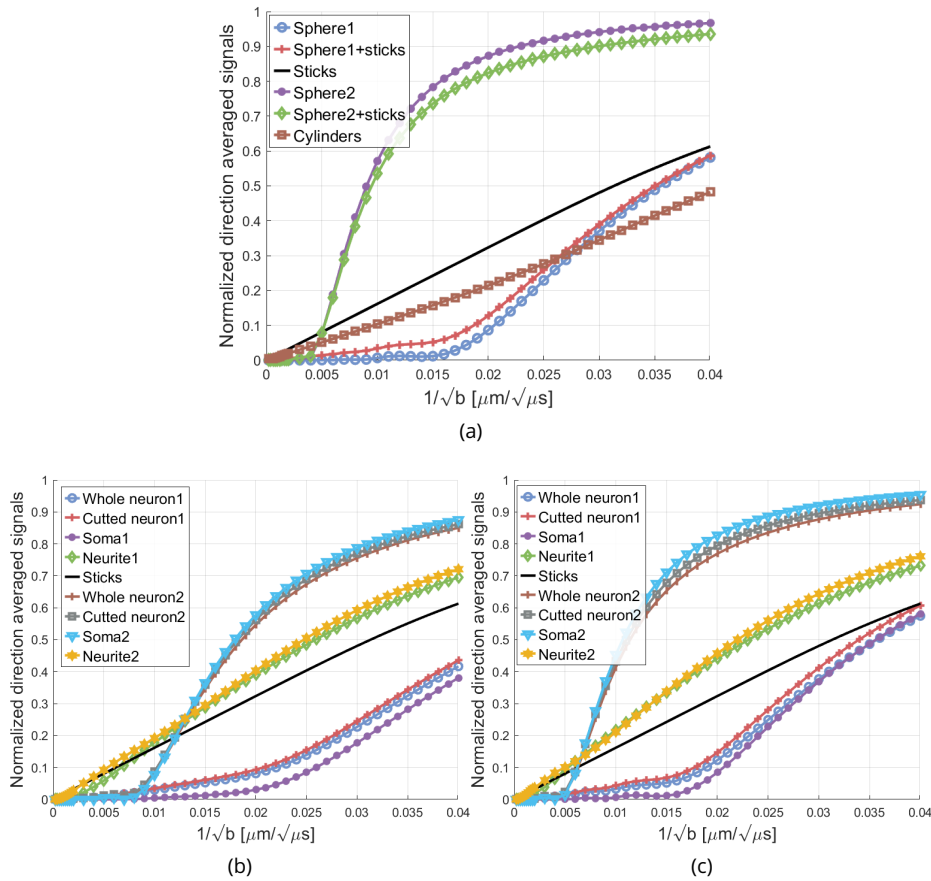 Normalized direction averaged signals
1
0.9
0.8
0.7
0.6
0.5
0.4
0.3
0.2
0.1
0
Sphere1
Sphere1+sticks
Sticks
Sphere2
Sphere2+sticks
Cylinders
0 0.005 0.01 0.015 0.02 0.025 0.03 0.035 0.04
1/√b [μm/√μs]
(a)
Normalized direction averaged signals
1
0.9
0.8
0.7
0.6
0.5
0.4
0.3
0.2
0.1
0
Whole neuron1
Cutted neuron1
Soma1
Neurite1
Sticks
Whole neuron2
Cutted neuron2
Soma2
Neurite2
0 0.005 0.01 0.015 0.02 0.025 0.03 0.035 0.04
1/√b [μm/√μs]
(b)
Normalized direction averaged signals
1
0.9
0.8
0.7
0.6
0.5
0.4
0.3
0.2
0.1
0
Whole neuron1
Cutted neuron1
Soma1
Neurite1
Sticks
Whole neuron2
Cutted neuron2
Soma2
Neurite2
0 0.005 0.01 0.015 0.02 0.025 0.03 0.035 0.04
1/√b [μm/√μs]
(c)